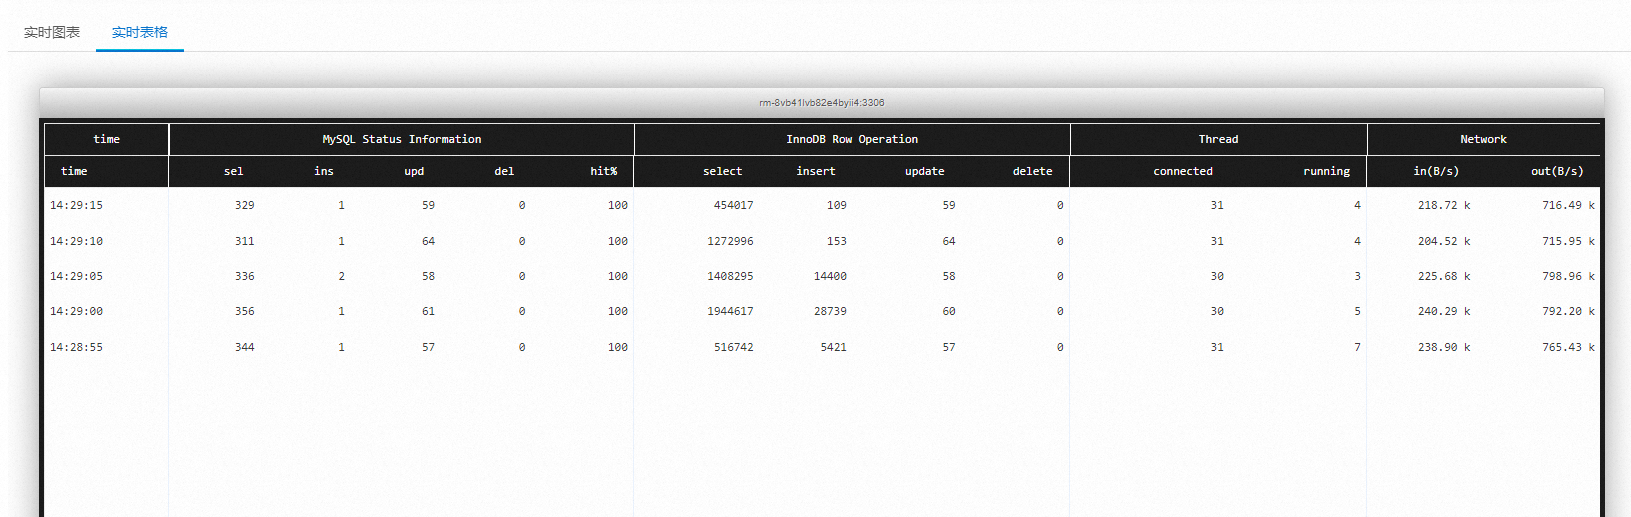 实时图表 实时表格
rm-8vb41lvb82e4byii4:3306
time MySQL Status Information InnoDB Row Operation Thread Network
time sel ins upd del hit% select insert update delete connected running in(B/s) out(B/s)
14:29:15 329 1 59 0 100 454017 109 59 0 31 4 218.72 k 716.49 k
14:29:10 311 1 64 0 100 1272996 153 64 0 31 4 204.52 k 715.95 k
14:29:05 336 2 58 0 100 1408295 14400 58 0 30 3 225.68 k 798.96 k
14:29:00 356 1 61 0 100 1944617 28739 60 0 30 5 240.29 k 792.20 k
14:28:55 344 1 57 0 100 516742 5421 57 0 31 7 238.90 k 765.43 k